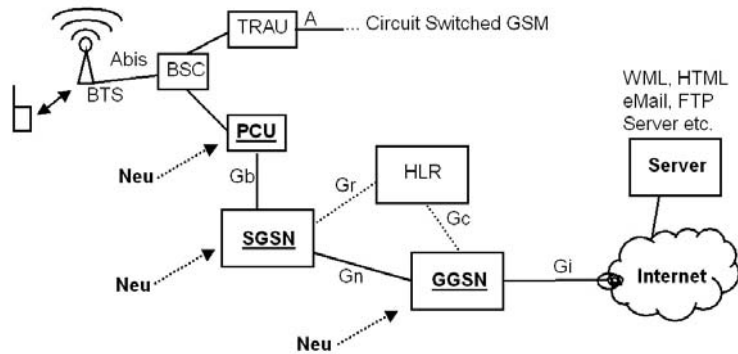 TRAU
A
... Circuit Switched GSM
Abis
BSC
BTS
WML, HTML
eMail, FTP
Server etc.
Server
PCU
Neu
Gb
Gr
HLR
Gc
SGSN
Neu
Gn
GGSN
Gi
Internet
Neu